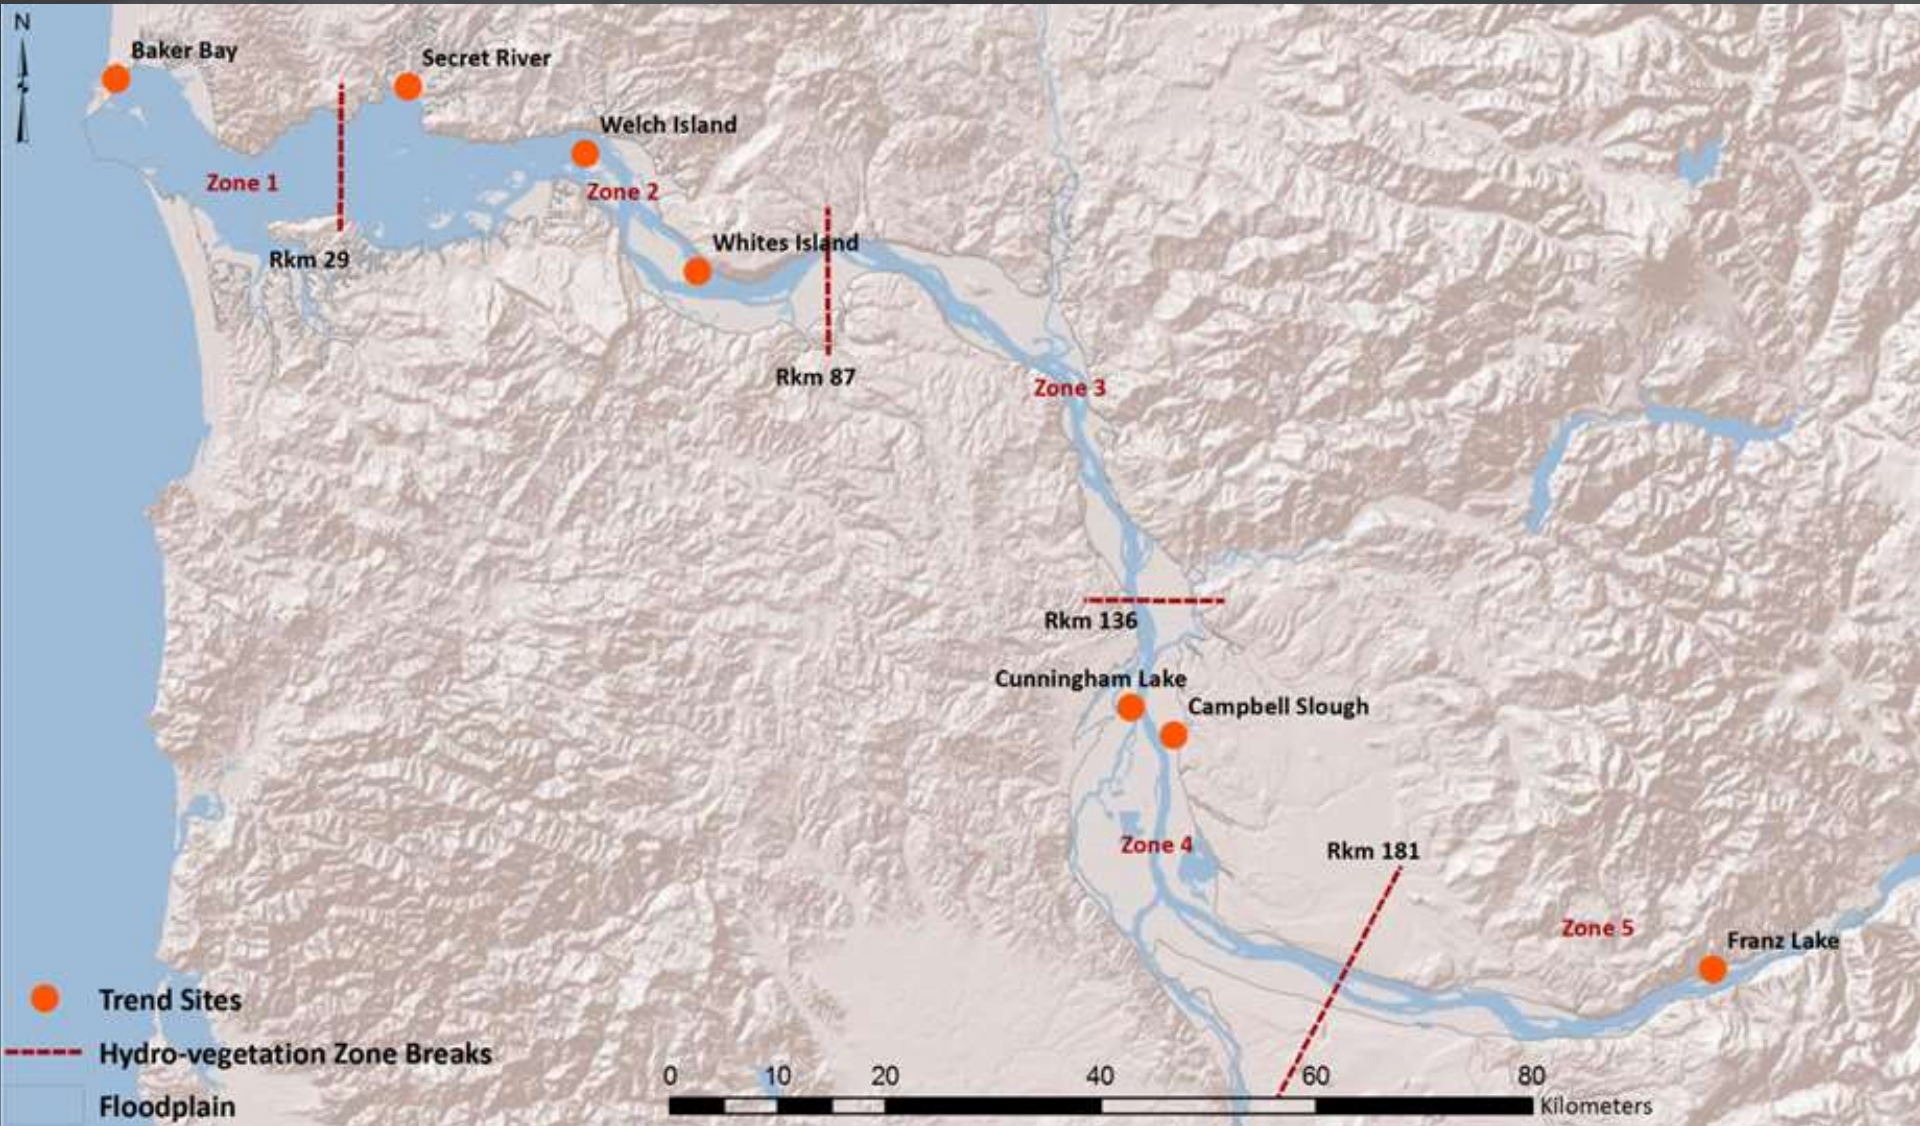 N
Baker Bay
Secret River
Welch Island
Zone 1
Zone 2
Whites Island
Rkm 29
Rkm 87
Zone 3
Rkm 136
Cunningham Lake
Campbell Slough
Zone 4
Rkm 181
Zone 5
Franz Lake
Trend Sites
Hydro-vegetation Zone Breaks
Floodplain
0 10 20 40 60 80
Kilometers